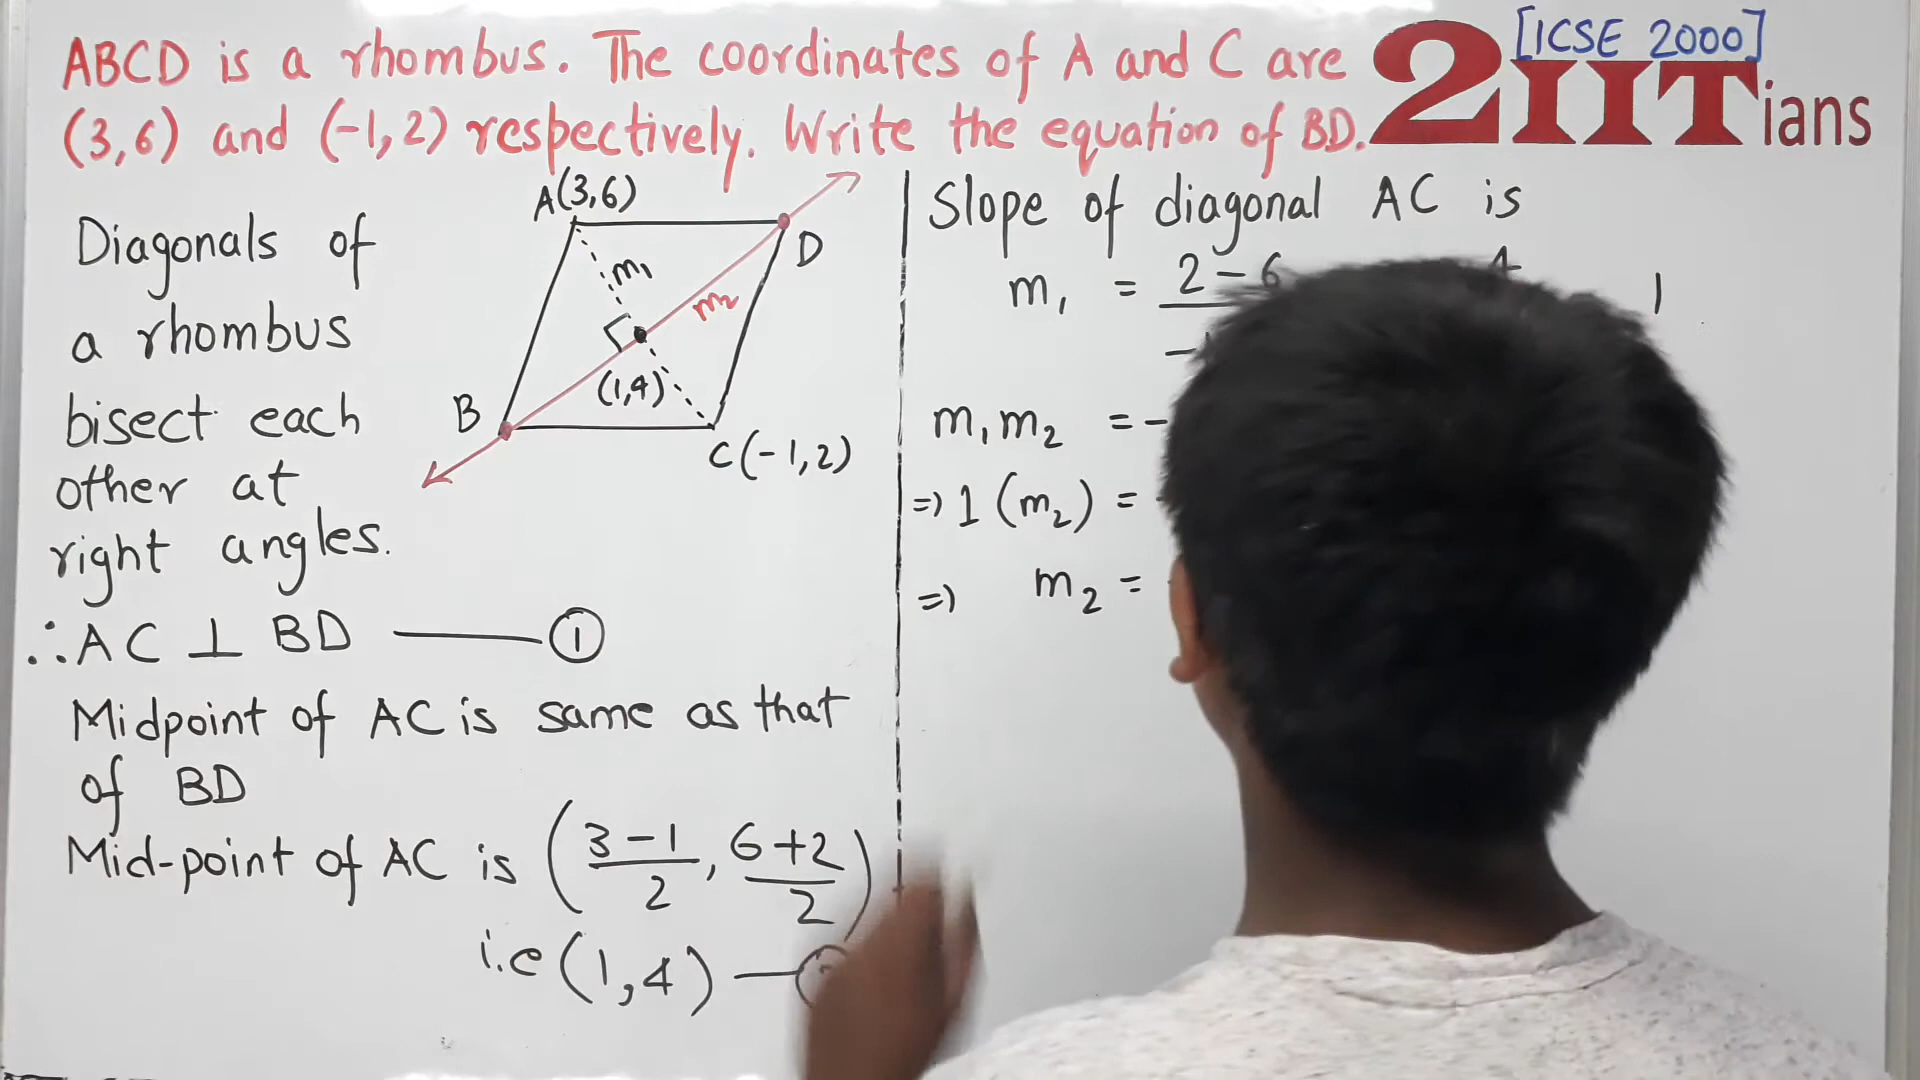 ABCD is a rhombus. The coordinates of A and C are
(3,6) and (-1,2) respectively. Write the equation of BD.
[ICSE 2000]
2IITians
Diagonals of
a rhombus
bisect each
other at
right angles.
∴ AC ⊥ BD — ①
Midpoint of AC is same as that
of BD
Mid-point of AC is (3-1/2, 6+2/2)
i.e (1,4) —
A(3,6)
D
m₁
m₂
(1,4)
B
C(-1,2)
Slope of diagonal AC is
m₁ = 2-6
1
m₁m₂ = -
⇒ 1(m₂) =
⇒ m₂ =